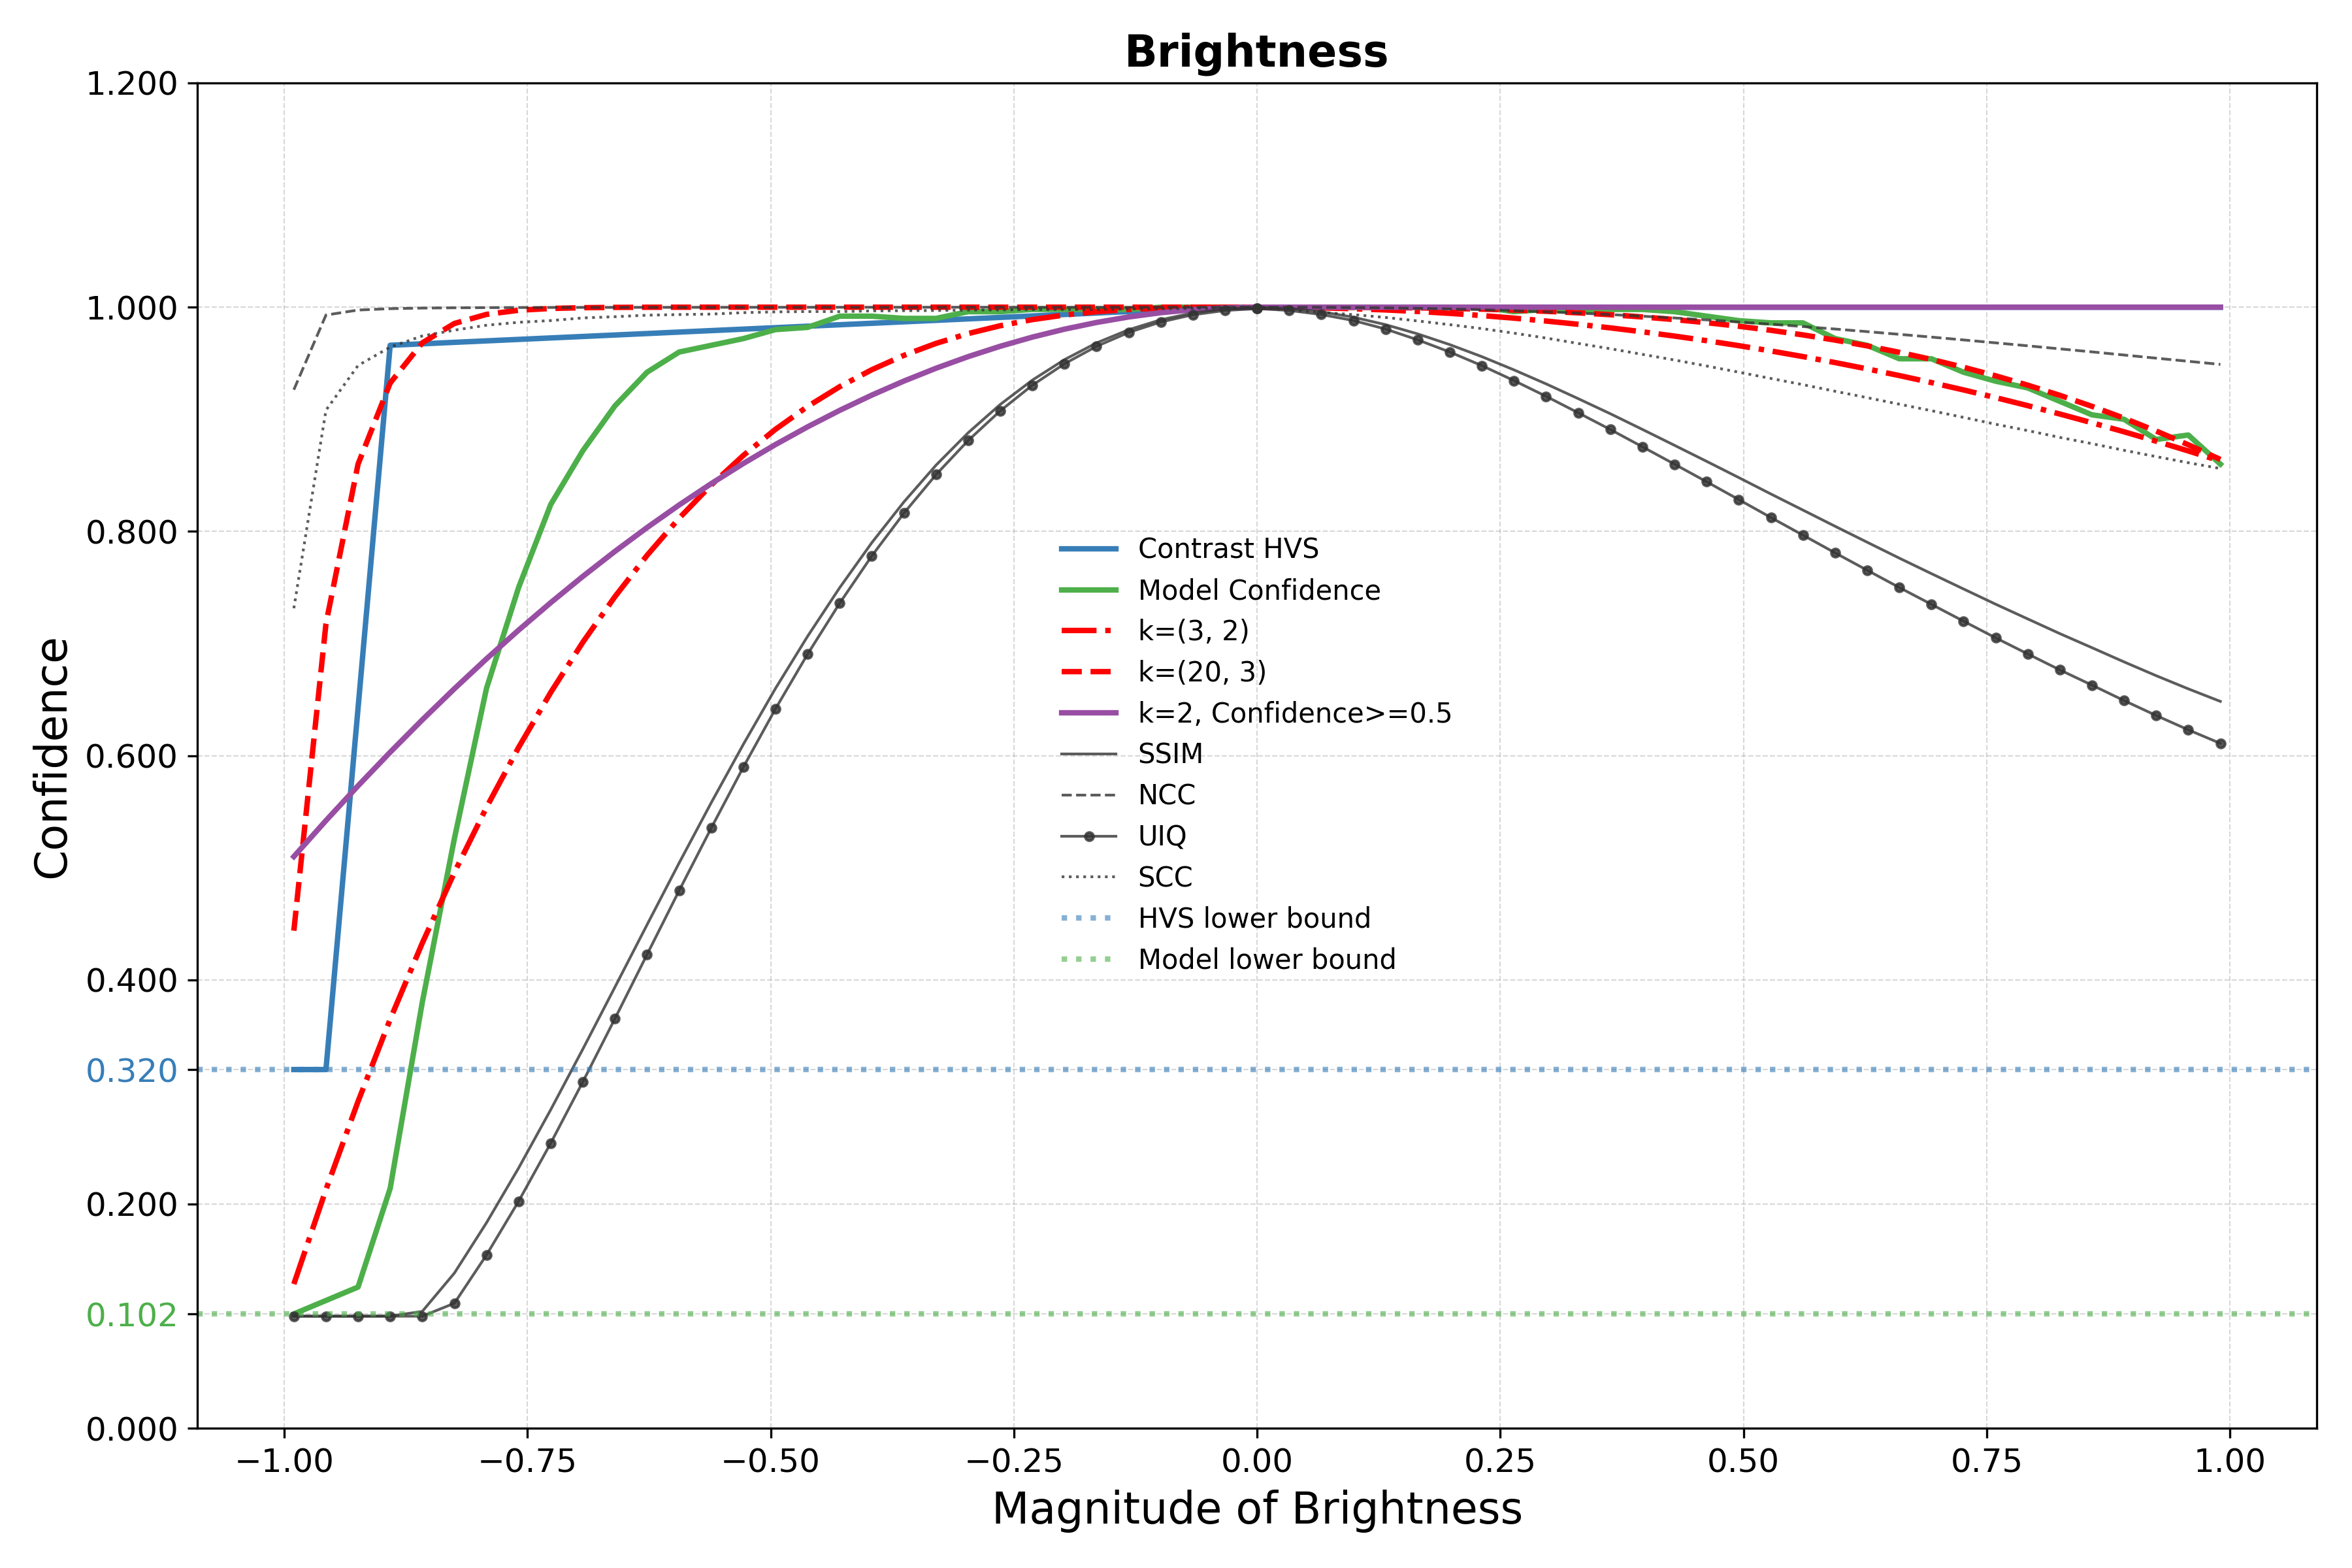 Brightness
1.200
1.000
0.800
0.600
0.400
0.320
0.200
0.102
0.000
Confidence
Contrast HVS
Model Confidence
k=(3, 2)
k=(20, 3)
k=2, Confidence>=0.5
SSIM
NCC
UIQ
SCC
HVS lower bound
Model lower bound
−1.00 −0.75 −0.50 −0.25 0.00 0.25 0.50 0.75 1.00
Magnitude of Brightness